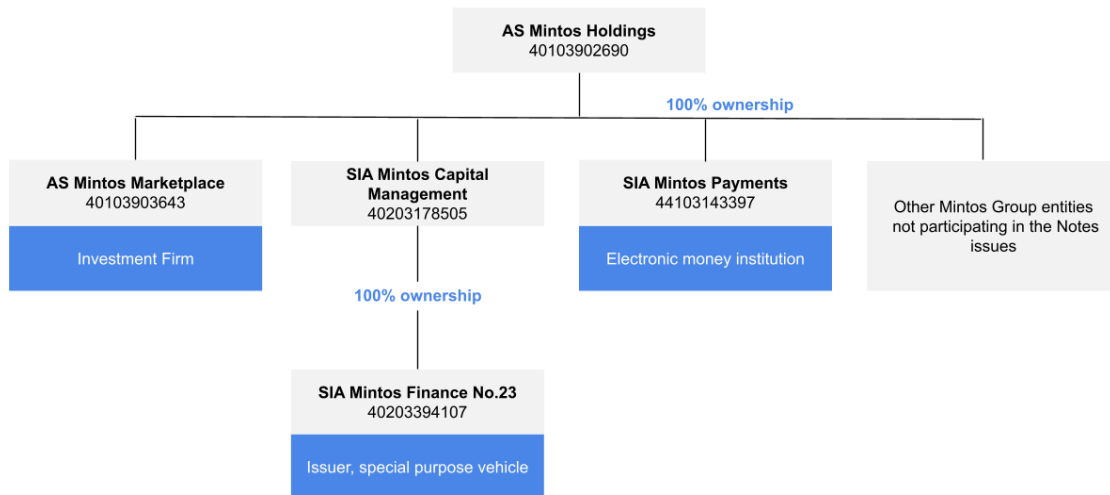 AS Mintos Holdings
40103902690
100% ownership
AS Mintos Marketplace
40103903643
Investment Firm
SIA Mintos Capital
Management
40203178505
SIA Mintos Payments
44103143397
Electronic money institution
Other Mintos Group entities
not participating in the Notes
issues
100% ownership
SIA Mintos Finance No.23
40203394107
Issuer, special purpose vehicle